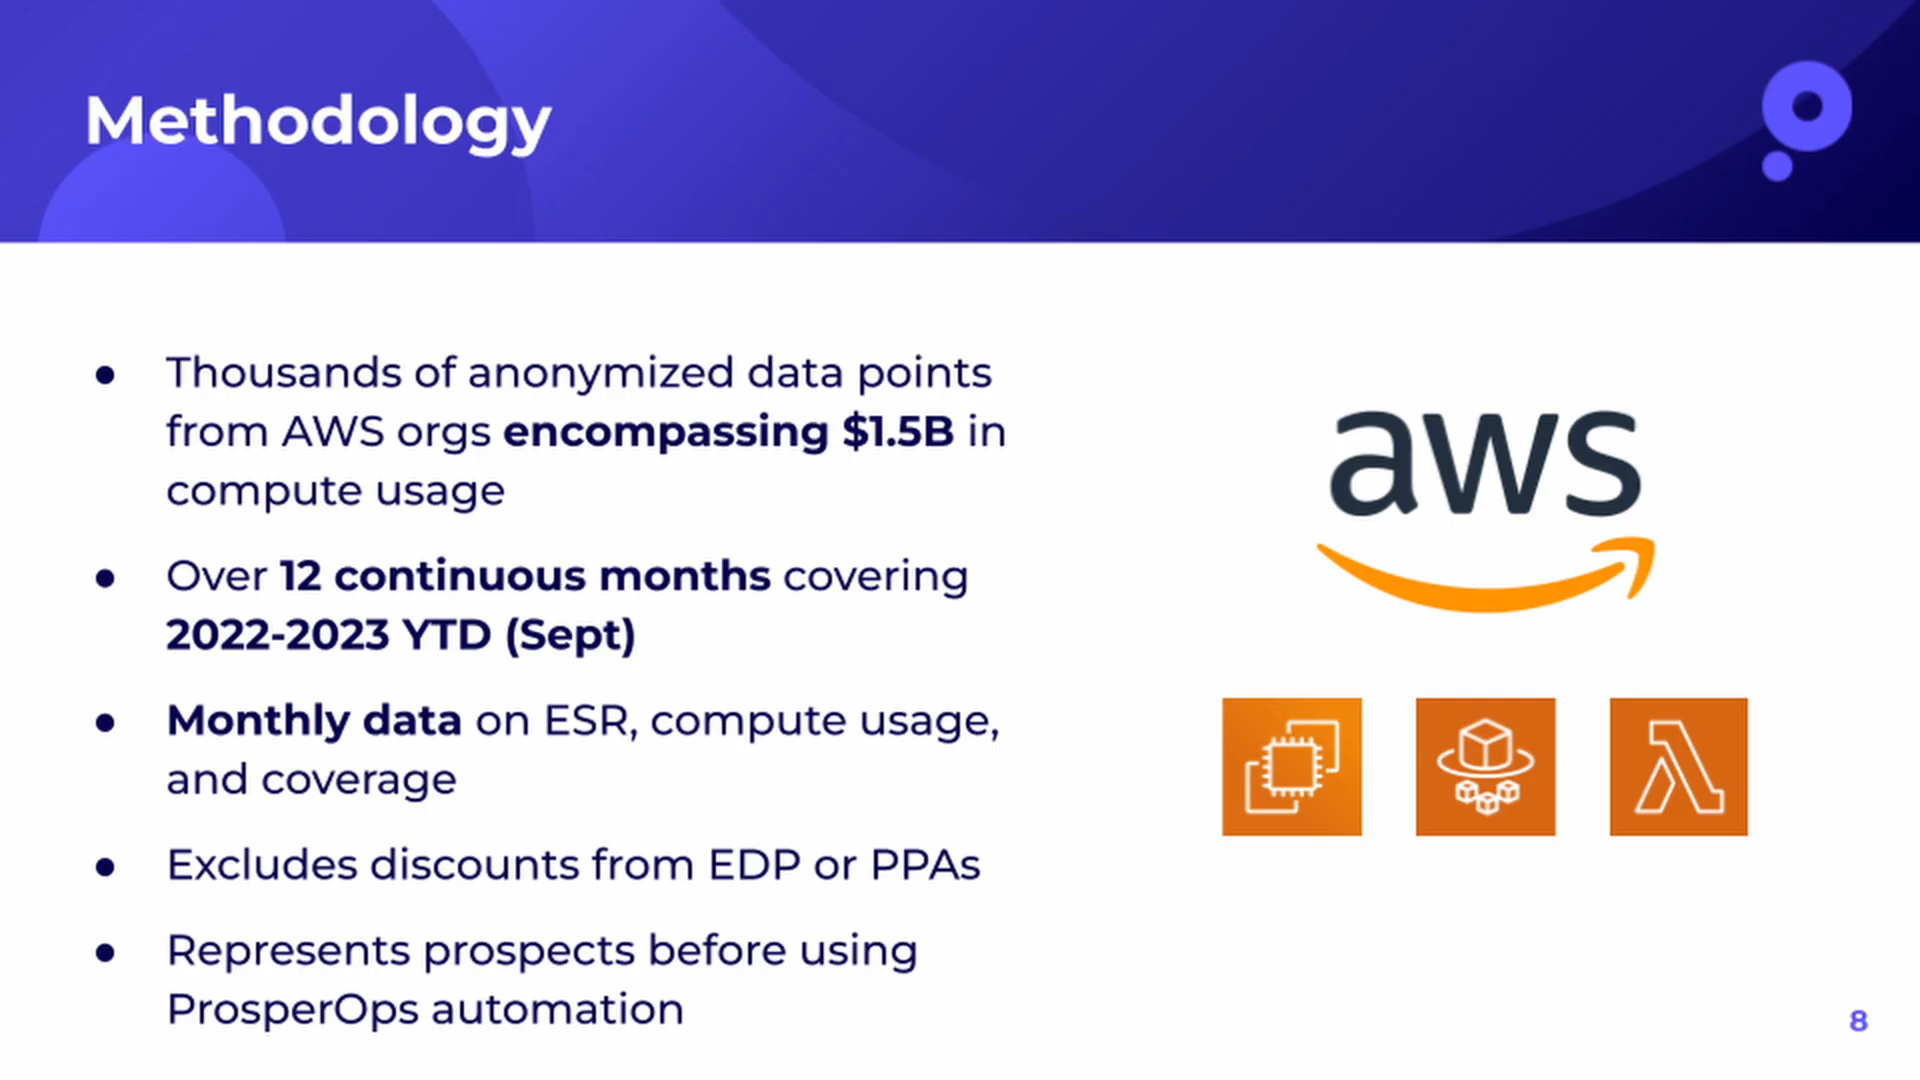 Methodology
● Thousands of anonymized data points
from AWS orgs encompassing $1.5B in
compute usage
● Over 12 continuous months covering
2022-2023 YTD (Sept)
● Monthly data on ESR, compute usage,
and coverage
● Excludes discounts from EDP or PPAs
● Represents prospects before using
ProsperOps automation
aws
8